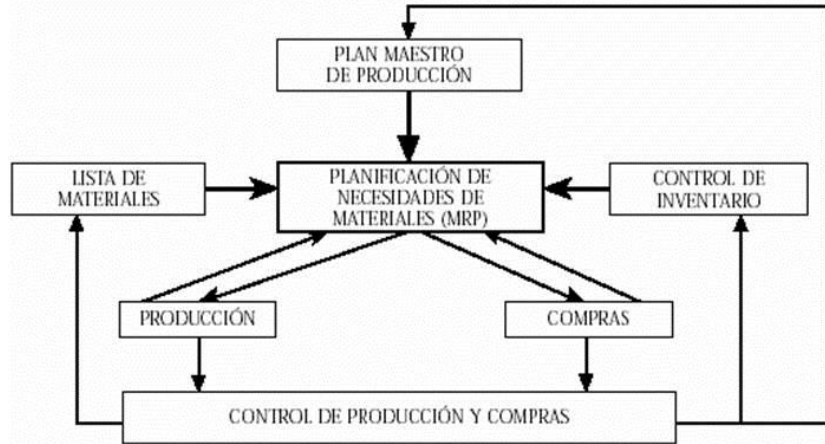 PLAN MAESTRO
DE PRODUCCIÓN
LISTA DE
MATERIALES
PLANIFICACIÓN DE
NECESIDADES DE
MATERIALES (MRP)
CONTROL DE
INVENTARIO
PRODUCCIÓN
COMPRAS
CONTROL DE PRODUCCIÓN Y COMPRAS